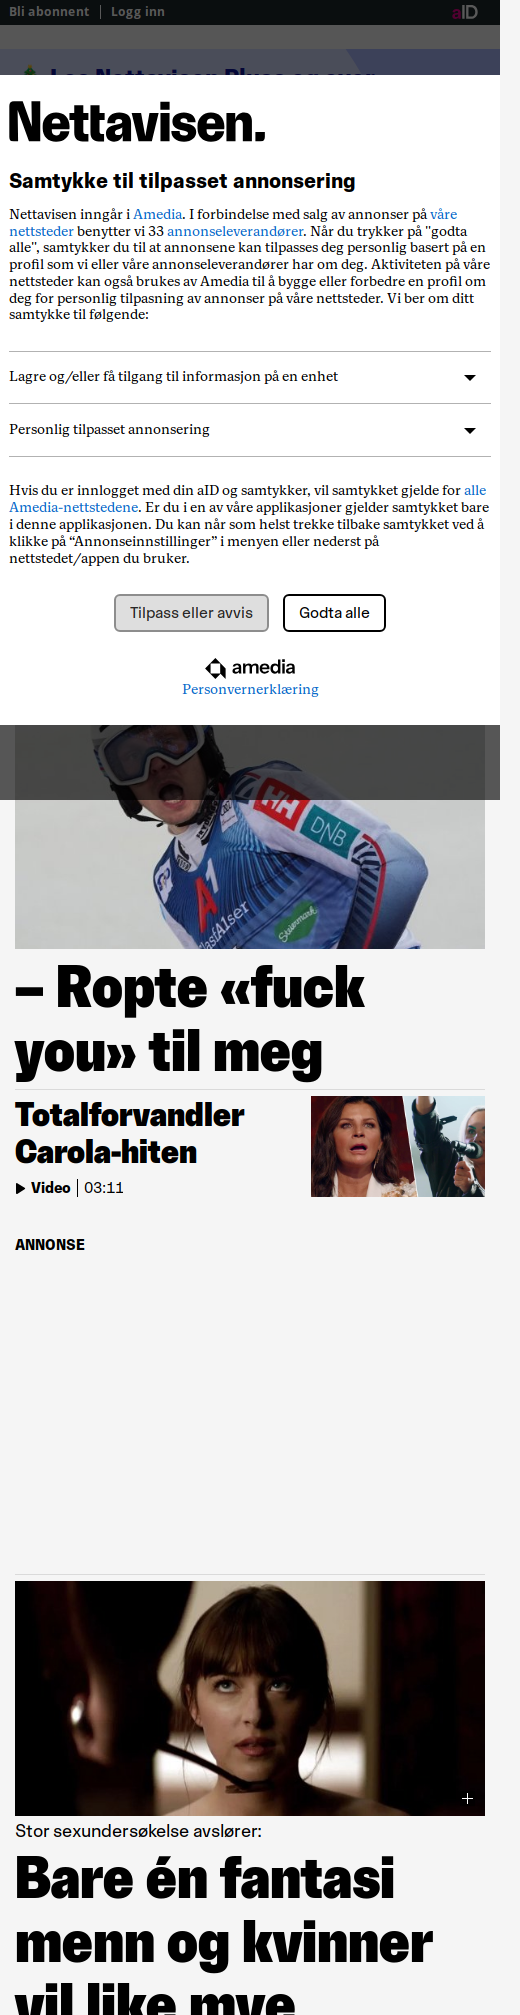 Bli abonnent | Logg inn
aID
Nettavisen.
Samtykke til tilpasset annonsering
Nettavisen inngår i Amedia. I forbindelse med salg av annonser på våre
nettsteder benytter vi 33 annonseleverandører. Når du trykker på "godta
alle", samtykker du til at annonsene kan tilpasses deg personlig basert på en
profil som vi eller våre annonseleverandører har om deg. Aktiviteten på våre
nettsteder kan også brukes av Amedia til å bygge eller forbedre en profil om
deg for personlig tilpasning av annonser på våre nettsteder. Vi ber om ditt
samtykke til følgende:
Lagre og/eller få tilgang til informasjon på en enhet
Personlig tilpasset annonsering
Hvis du er innlogget med din aID og samtykker, vil samtykket gjelde for alle
Amedia-nettstedene. Er du i en av våre applikasjoner gjelder samtykket bare
i denne applikasjonen. Du kan når som helst trekke tilbake samtykket ved å
klikke på “Annonseinnstillinger” i menyen eller nederst på
nettstedet/appen du bruker.
Tilpass eller avvis
Godta alle
amedia
Personvernerklæring
HH
DNB
A1
Steiermark
– Ropte «fuck
you» til meg
Totalforvandler
Carola-hiten
Video | 03:11
ANNONSE
Stor sexundersøkelse avslører:
Bare én fantasi
menn og kvinner
vil like mye